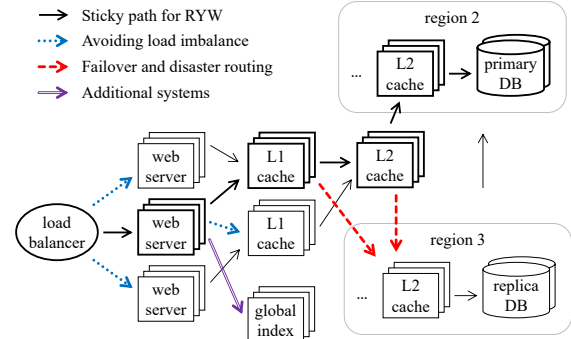 Sticky path for RYW
Avoiding load imbalance
Failover and disaster routing
Additional systems
region 2
...
L2
cache
primary
DB
web
server
L1
cache
L2
cache
load
balancer
web
server
L1
cache
region 3
web
server
global
index
...
L2
cache
replica
DB